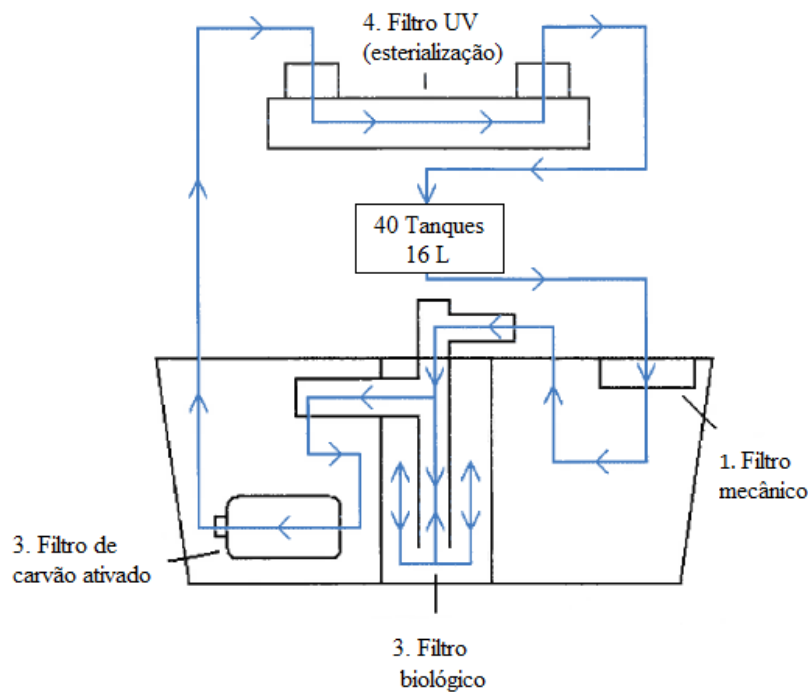 4. Filtro UV
(esterialização)
40 Tanques
16 L
1. Filtro
mecânico
3. Filtro de
carvão ativado
3. Filtro
biológico